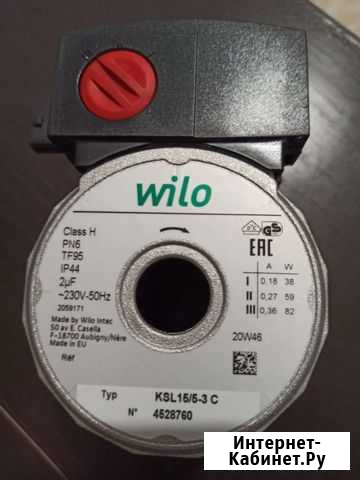 wilo
Class H
PN6
TF95
IP44
2µF
~230V-50Hz
2059171
Made by Wilo Intec
50 av E. Casella
F-18700 Aubigny/Nère
Made in EU
Réf
GS
EAC
A W
I 0,18 38
II 0,27 59
III 0,36 82
20W46
Typ KSL15/5-3 C
N° 4528760
Интернет-
Кабинет.Ру